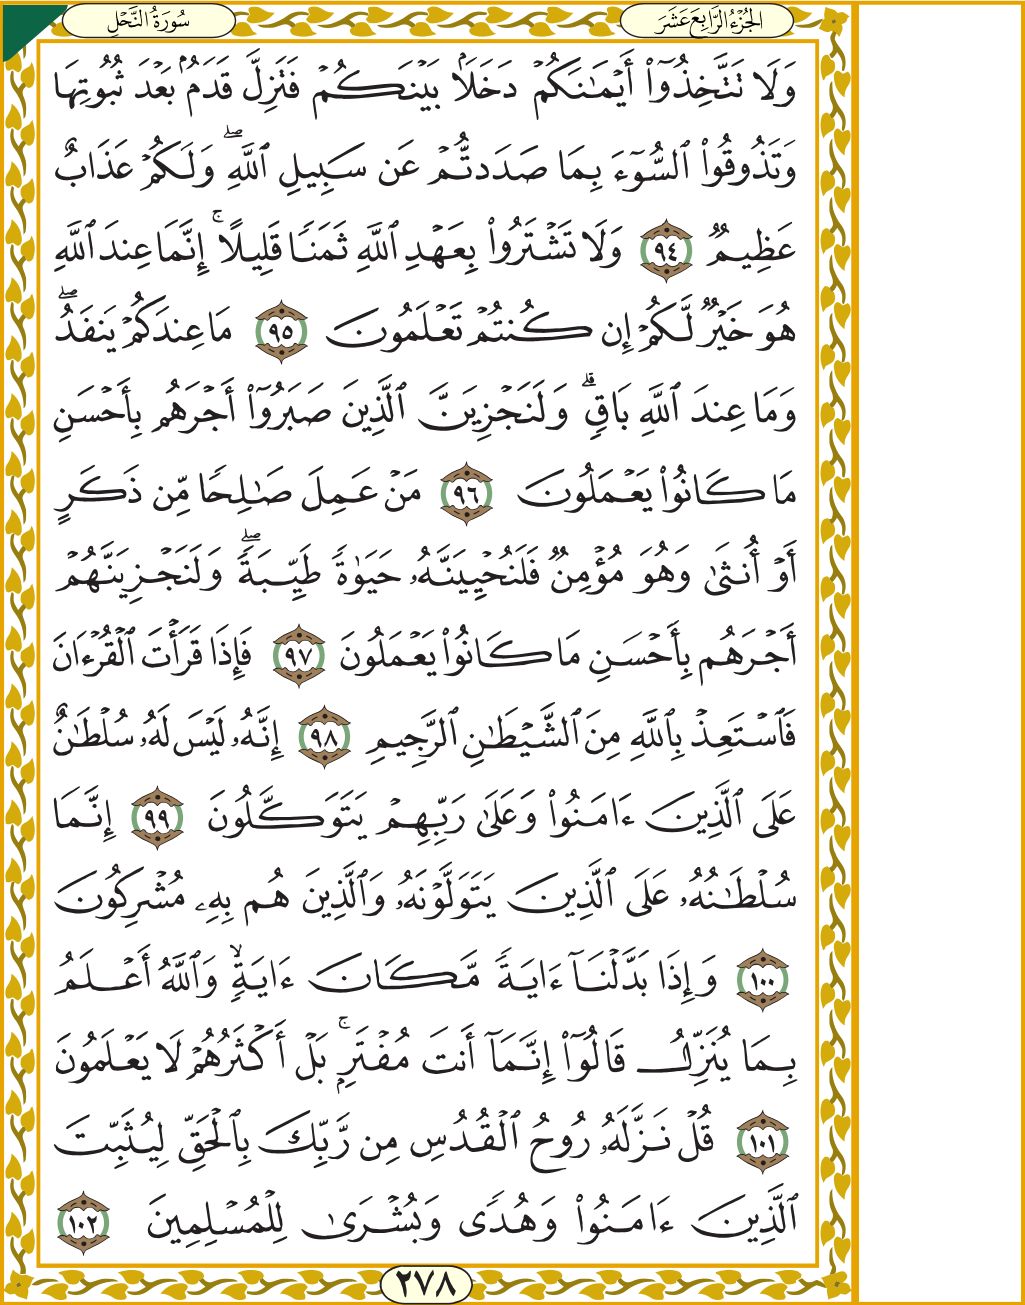 الجُزْءُ الرَّابِعَ عَشَرَ
سُورَةُ النَّحْلِ
وَلَا تَتَّخِذُوٓاْ أَيْمَٰنَكُمْ دَخَلَۢا بَيْنَكُمْ فَتَزِلَّ قَدَمُۢ بَعْدَ ثُبُوتِهَا
وَتَذُوقُواْ ٱلسُّوٓءَ بِمَا صَدَدتُّمْ عَن سَبِيلِ ٱللَّهِۖ وَلَكُمْ عَذَابٌ
عَظِيمٌ ٩٤ وَلَا تَشْتَرُواْ بِعَهْدِ ٱللَّهِ ثَمَنًا قَلِيلًاۚ إِنَّمَا عِندَ ٱللَّهِ
هُوَ خَيْرٌ لَّكُمْ إِن كُنتُمْ تَعْلَمُونَ ٩٥ مَا عِندَكُمْ يَنفَدُۖ
وَمَا عِندَ ٱللَّهِ بَاقٍۗ وَلَنَجْزِيَنَّ ٱلَّذِينَ صَبَرُوٓاْ أَجْرَهُم بِأَحْسَنِ
مَا كَانُواْ يَعْمَلُونَ ٩٦ مَنْ عَمِلَ صَٰلِحًا مِّن ذَكَرٍ
أَوْ أُنثَىٰ وَهُوَ مُؤْمِنٌ فَلَنُحْيِيَنَّهُۥ حَيَوٰةً طَيِّبَةًۖ وَلَنَجْزِيَنَّهُمْ
أَجْرَهُم بِأَحْسَنِ مَا كَانُواْ يَعْمَلُونَ ٩٧ فَإِذَا قَرَأْتَ ٱلْقُرْءَانَ
فَٱسْتَعِذْ بِٱللَّهِ مِنَ ٱلشَّيْطَٰنِ ٱلرَّجِيمِ ٩٨ إِنَّهُۥ لَيْسَ لَهُۥ سُلْطَٰنٌ
عَلَى ٱلَّذِينَ ءَامَنُواْ وَعَلَىٰ رَبِّهِمْ يَتَوَكَّلُونَ ٩٩ إِنَّمَا
سُلْطَٰنُهُۥ عَلَى ٱلَّذِينَ يَتَوَلَّوْنَهُۥ وَٱلَّذِينَ هُم بِهِۦ مُشْرِكُونَ
١٠٠ وَإِذَا بَدَّلْنَآ ءَايَةً مَّكَانَ ءَايَةٍۙ وَٱللَّهُ أَعْلَمُ
بِمَا يُنَزِّلُ قَالُوٓاْ إِنَّمَآ أَنتَ مُفْتَرِۭۚ بَلْ أَكْثَرُهُمْ لَا يَعْلَمُونَ
١٠١ قُلْ نَزَّلَهُۥ رُوحُ ٱلْقُدُسِ مِن رَّبِّكَ بِٱلْحَقِّ لِيُثَبِّتَ
ٱلَّذِينَ ءَامَنُواْ وَهُدًى وَبُشْرَىٰ لِلْمُسْلِمِينَ ١٠٢
٢٧٨